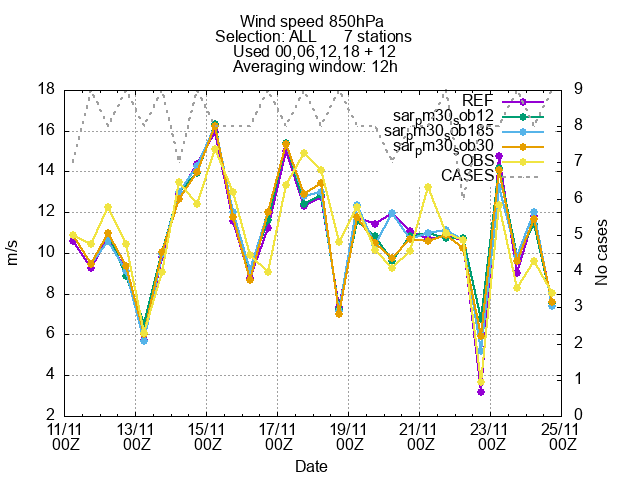 Wind speed 850hPa
Selection: ALL 7 stations
Used 00,06,12,18 + 12
Averaging window: 12h
18
16
14
12
10
8
6
4
2
m/s
9
8
7
6
5
4
3
2
1
0
No cases
REF
sarpm30sob12
sarpm30sob185
sarpm30sob30
OBS
CASES
11/11 13/11 15/11 17/11 19/11 21/11 23/11 25/11
00Z 00Z 00Z 00Z 00Z 00Z 00Z 00Z
Date